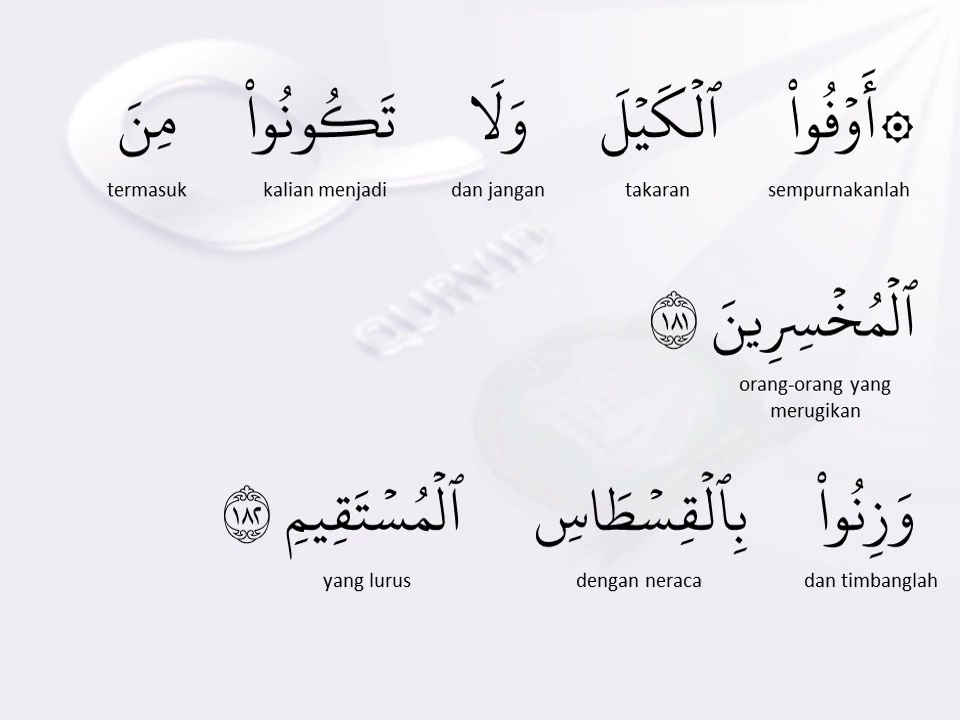 ۞ أَوْفُوا۟ ٱلْكَيْلَ وَلَا تَكُونُوا۟ مِنَ
sempurnakanlah takaran dan jangan kalian menjadi termasuk
QURVID
ٱلْمُخْسِرِينَ ١٨١
orang-orang yang
merugikan
وَزِنُوا۟ بِٱلْقِسْطَاسِ ٱلْمُسْتَقِيمِ ١٨٢
dan timbanglah dengan neraca yang lurus